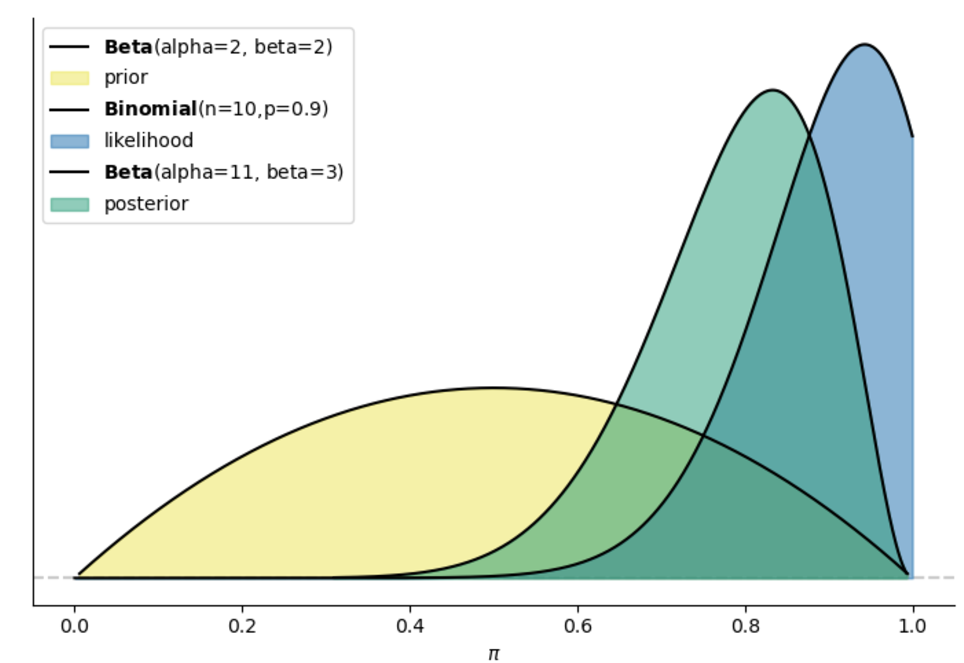 Beta(alpha=2, beta=2)
prior
Binomial(n=10,p=0.9)
likelihood
Beta(alpha=11, beta=3)
posterior
0.0 0.2 0.4 0.6 0.8 1.0
π